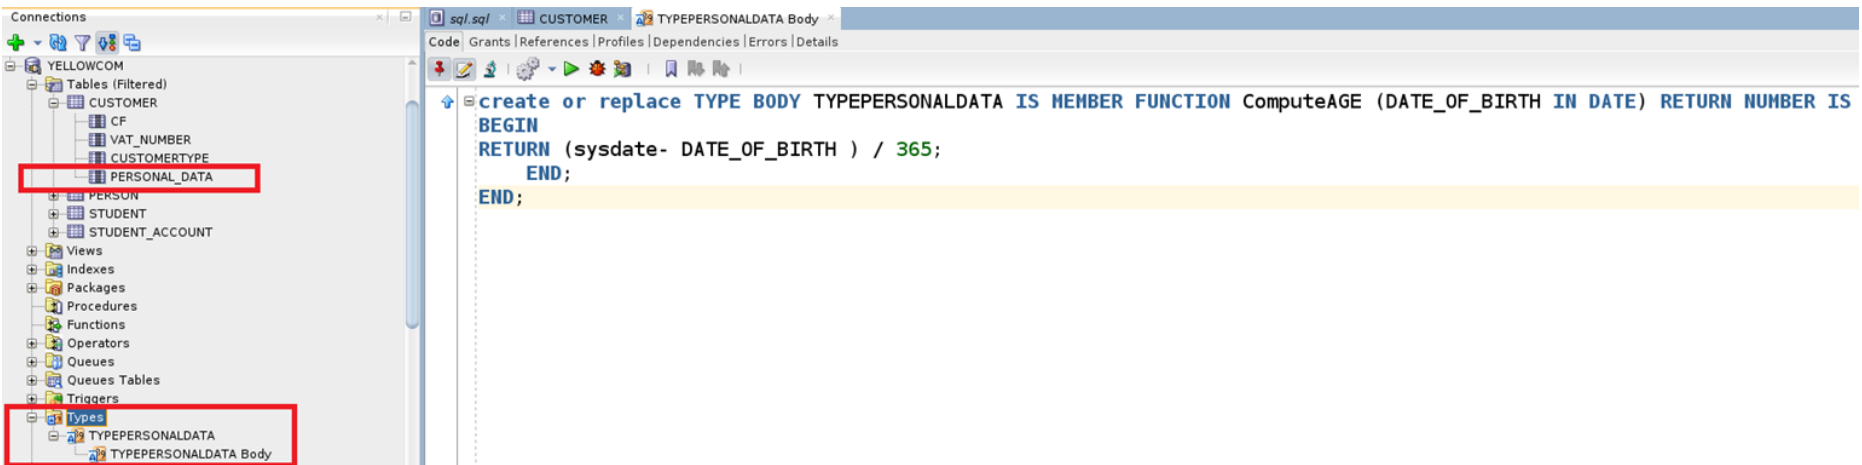 Connections
YELLOWCOM
Tables (Filtered)
CUSTOMER
CF
VAT_NUMBER
CUSTOMERTYPE
PERSONAL_DATA
PERSON
STUDENT
STUDENT_ACCOUNT
Views
Indexes
Packages
Procedures
Functions
Operators
Queues
Queues Tables
Triggers
Types
TYPEPERSONALDATA
TYPEPERSONALDATA Body
sql.sql CUSTOMER TYPEPERSONALDATA Body
Code Grants | References | Profiles | Dependencies | Errors | Details
create or replace TYPE BODY TYPEPERSONALDATA IS MEMBER FUNCTION ComputeAGE (DATE_OF_BIRTH IN DATE) RETURN NUMBER IS
BEGIN
RETURN (sysdate- DATE_OF_BIRTH ) / 365;
END;
END;